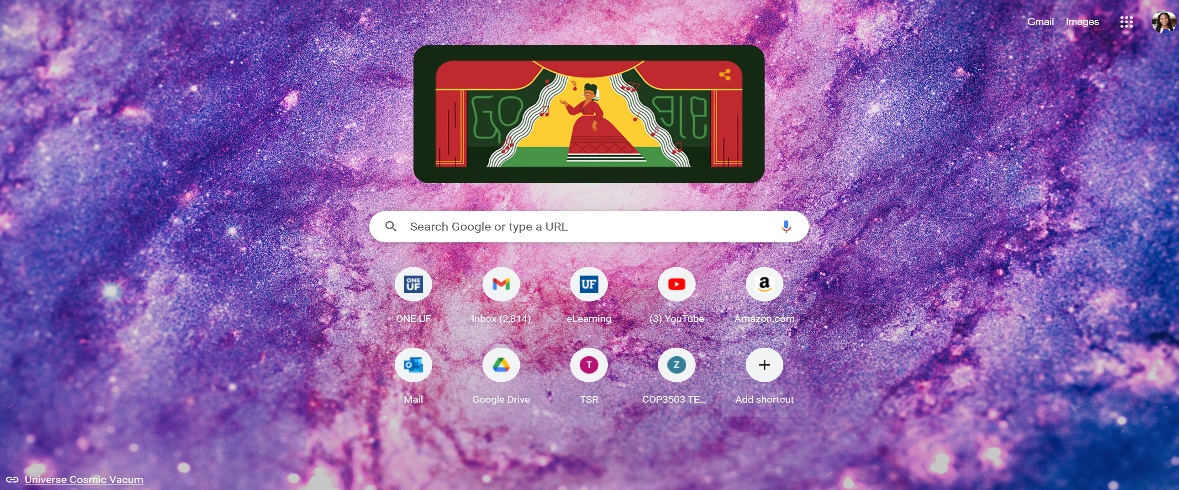 Gmail Images
GOOGLE
Search Google or type a URL
ONE UF
UF
a
ONE.UF
Inbox (2,814)
eLearning
(3) YouTube
Amazon.com
O
T
Z
Mail
Google Drive
TSR
COP3503 TE...
Add shortcut
Universe Cosmic Vacum